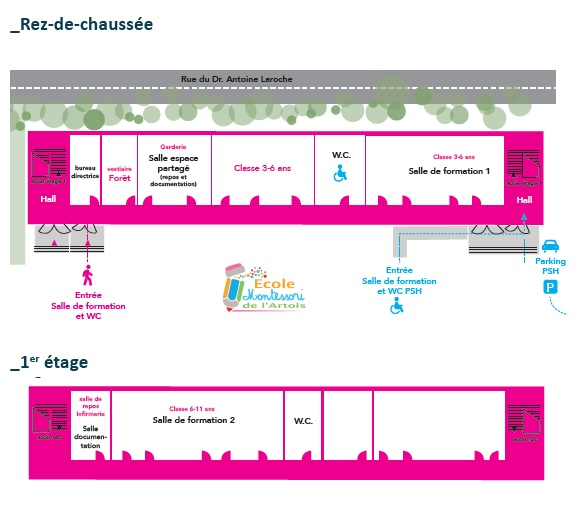 _Rez-de-chaussée
Rue du Dr. Antoine Laroche
Hall
bureau
directrice
vestiaire
Forêt
Garderie
Salle espace
partagé
(repos et
documentation)
Classe 3-6 ans
W.C.
Classe 3-6 ans
Salle de formation 1
Hall
Entrée
Salle de formation
et WC
Ecole
Montessori
de l'Artois
Entrée
Salle de formation
et WC PSH
Parking
PSH
P
_1er étage
salle de
repos
Infirmerie
Salle
documen-
tation
Classe 6-11 ans
Salle de formation 2
W.C.